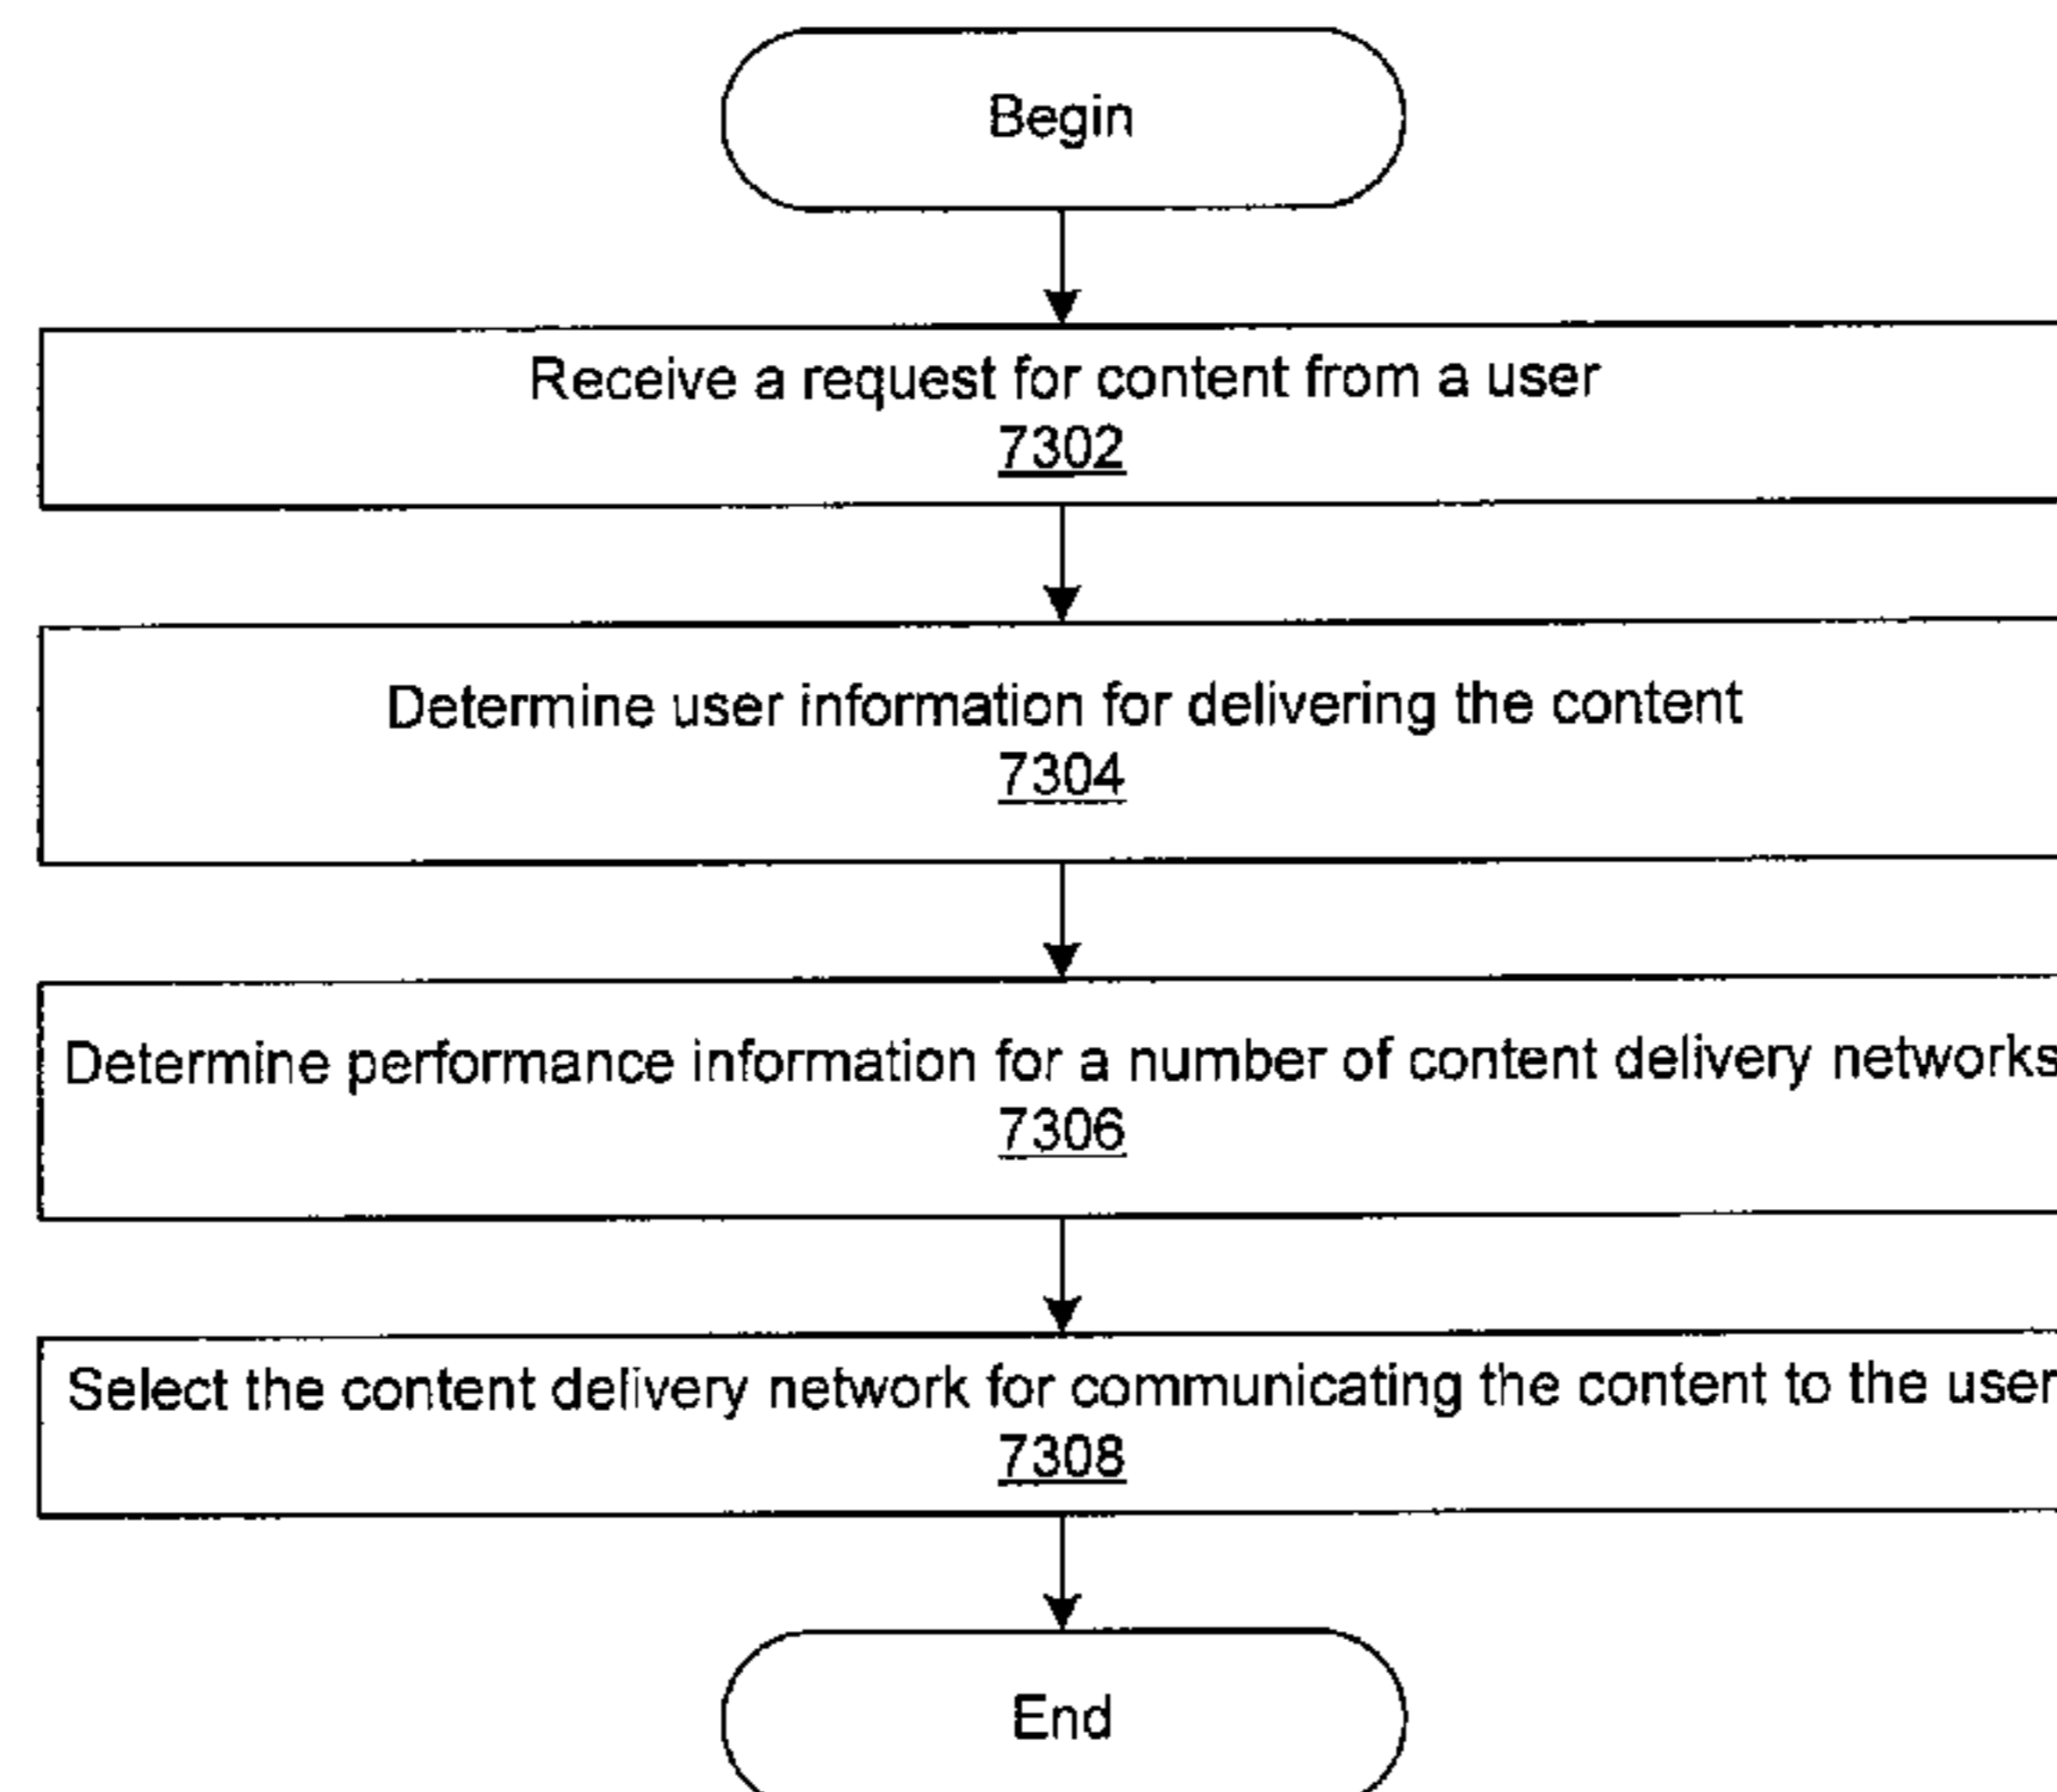 Begin
Receive a request for content from a user
7302
Determine user information for delivering the content
7304
Determine performance information for a number of content delivery networks
7306
Select the content delivery network for communicating the content to the user
7308
End